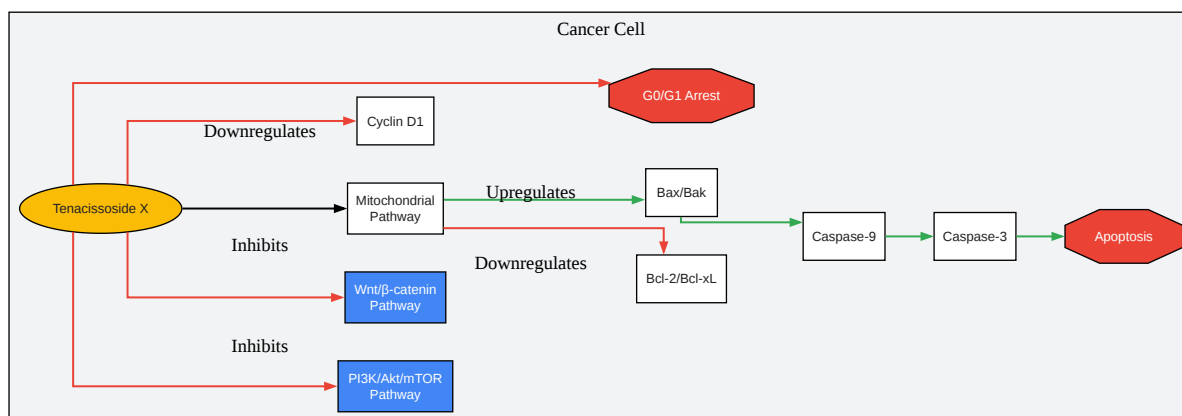 Cancer Cell
G0/G1 Arrest
Cyclin D1
Downregulates
Tenacissoside X
Mitochondrial
Pathway
Upregulates
Bax/Bak
Inhibits
Downregulates
Caspase-9
Caspase-3
Apoptosis
Bcl-2/Bcl-xL
Wnt/β-catenin
Pathway
Inhibits
PI3K/Akt/mTOR
Pathway